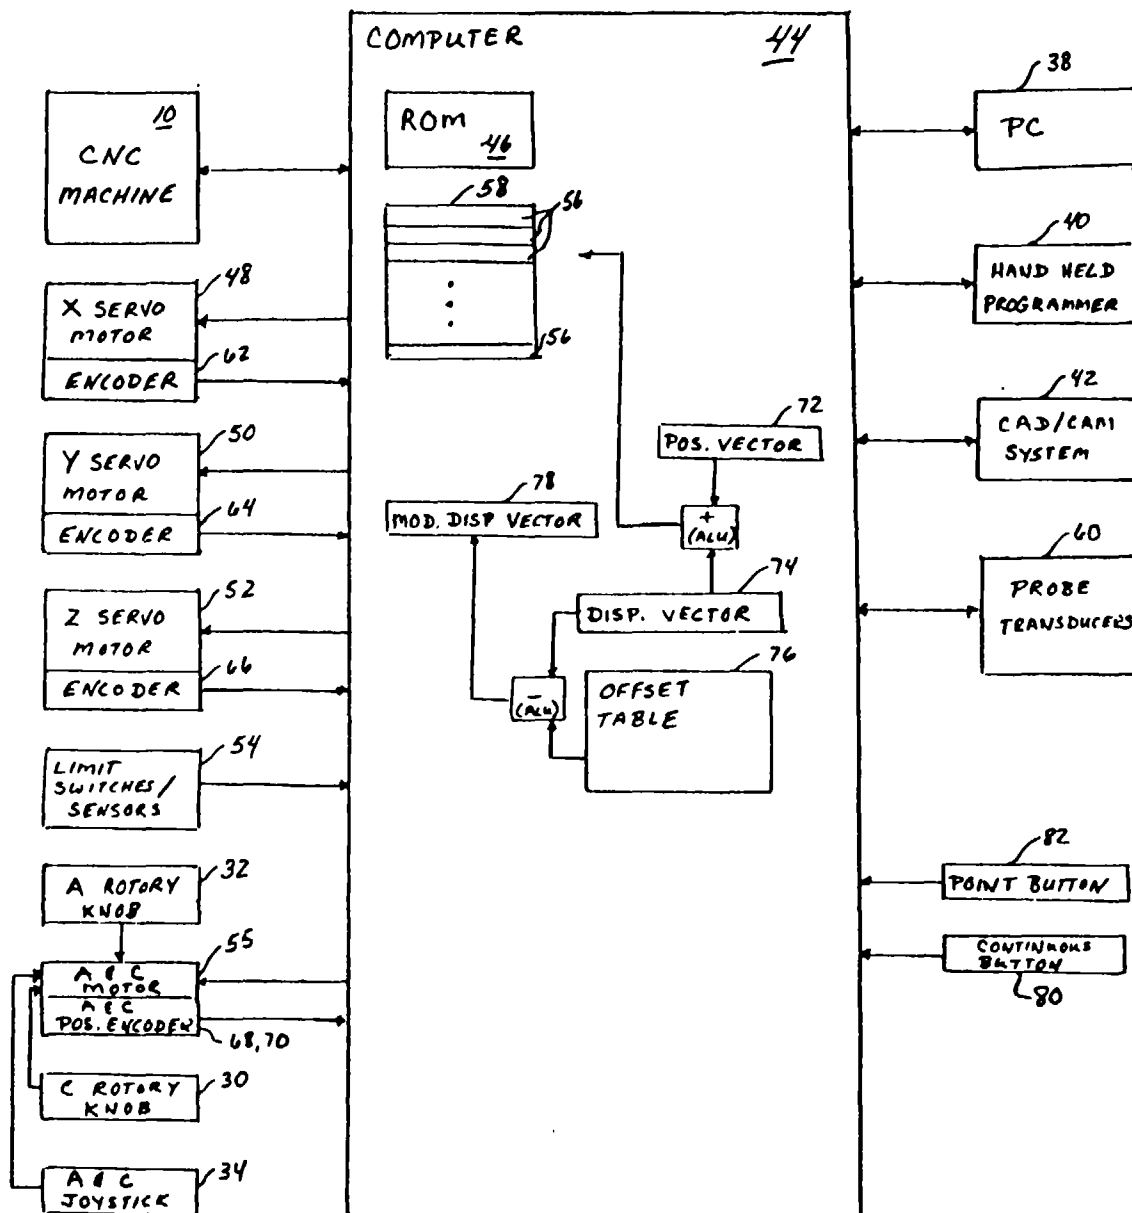 COMPUTER 44
10
CNC
MACHINE
ROM
46
58
56
56
48
X SERVO
MOTOR
62
ENCODER
50
Y SERVO
MOTOR
64
ENCODER
52
Z SERVO
MOTOR
66
ENCODER
54
LIMIT
SWITCHES/
SENSORS
32
A ROTORY
KNOB
55
A & C
MOTOR
A & C
POS. ENCODER
68,70
30
C ROTORY
KNOB
34
A & C
JOYSTICK
72
POS. VECTOR
78
MOD. DISP VECTOR
+
(ALU)
74
DISP. VECTOR
76
OFFSET
TABLE
–
(ALU)
38
PC
40
HAND HELD
PROGRAMMER
42
CAD/CAM
SYSTEM
60
PROBE
TRANSDUCERS
82
POINT BUTTON
CONTINUOUS
BUTTON
80